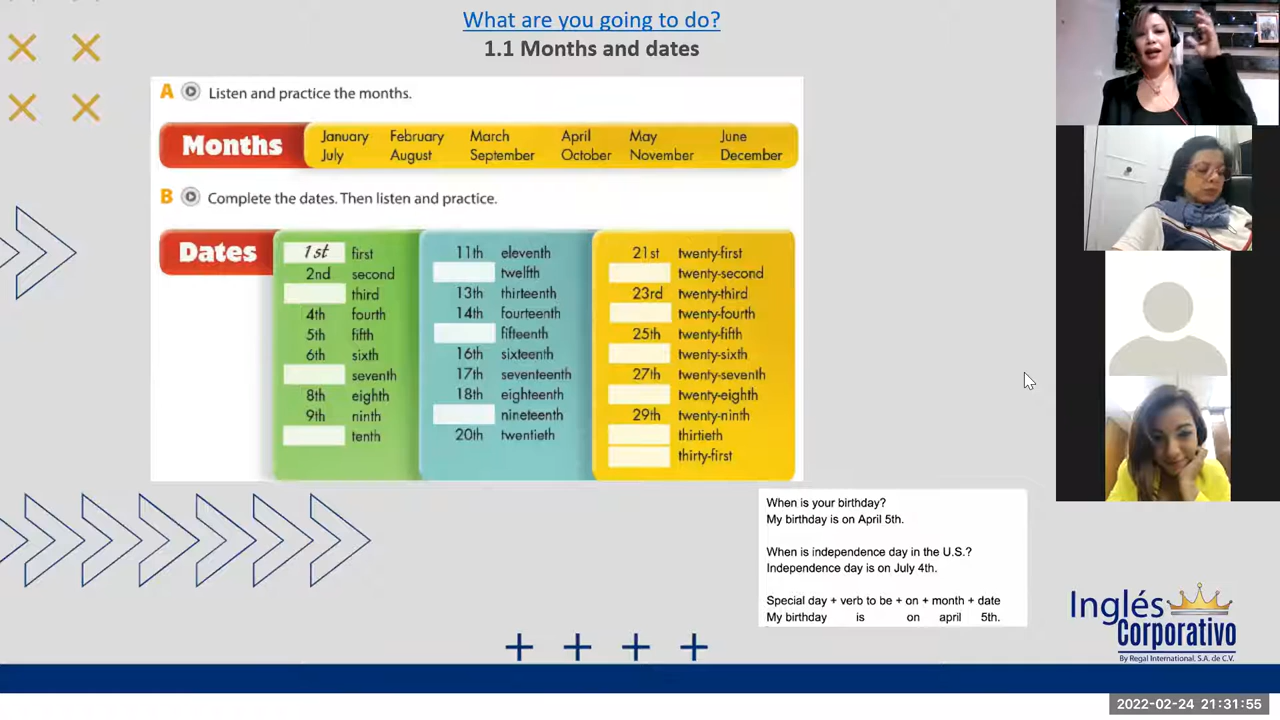 What are you going to do?
1.1 Months and dates
A Listen and practice the months.
Months
January February March April May June
July August September October November December
B Complete the dates. Then listen and practice.
Dates
1st first
2nd second
third
4th fourth
5th fifth
6th sixth
seventh
8th eighth
9th ninth
tenth
11th eleventh
twelfth
13th thirteenth
14th fourteenth
fifteenth
16th sixteenth
17th seventeenth
18th eighteenth
nineteenth
20th twentieth
21st twenty-first
twenty-second
23rd twenty-third
twenty-fourth
25th twenty-fifth
twenty-sixth
27th twenty-seventh
twenty-eighth
29th twenty-ninth
thirtieth
thirty-first
When is your birthday?
My birthday is on April 5th.
When is independence day in the U.S.?
Independence day is on July 4th.
Special day + verb to be + on + month + date
My birthday is on april 5th.
Inglés
Corporativo
By Regal International. S.A. de C.V.
2022-02-24 21:31:55